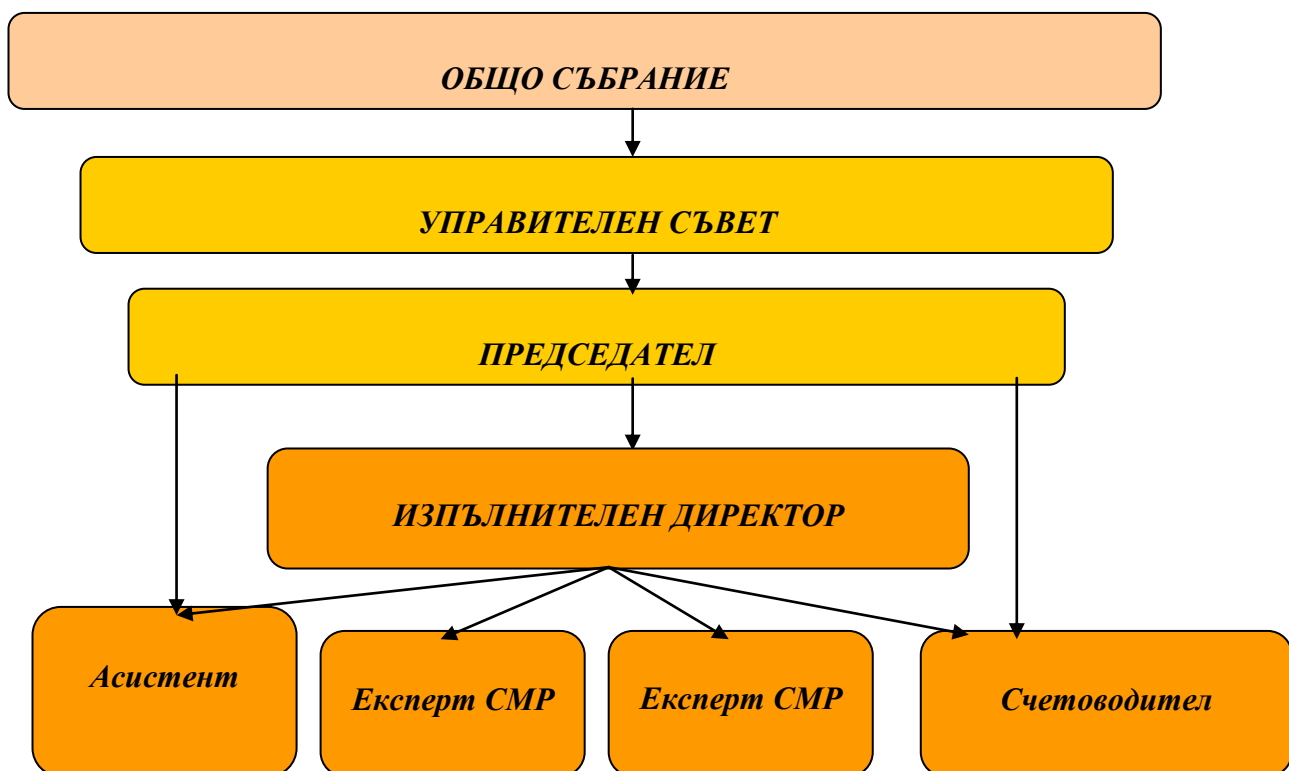 ОБЩО СЪБРАНИЕ
УПРАВИТЕЛЕН СЪВЕТ
ПРЕДСЕДАТЕЛ
ИЗПЪЛНИТЕЛЕН ДИРЕКТОР
Асистент
Експерт СМР
Експерт СМР
Счетоводител